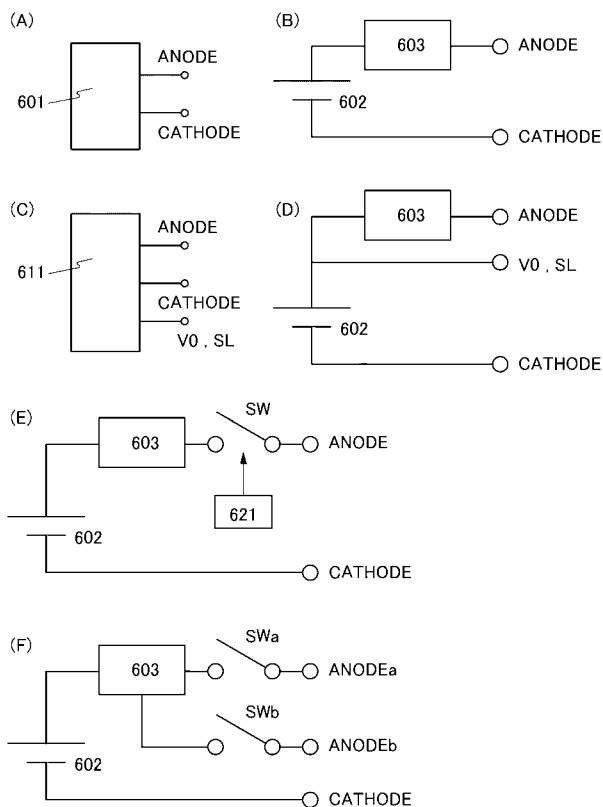 (A)
ANODE
601
CATHODE
(B)
603
ANODE
602
CATHODE
(C)
ANODE
611
CATHODE
V0 , SL
(D)
603
ANODE
V0 , SL
602
CATHODE
(E)
SW
603
ANODE
621
602
CATHODE
(F)
SWa
603
ANODEa
SWb
ANODEb
602
CATHODE